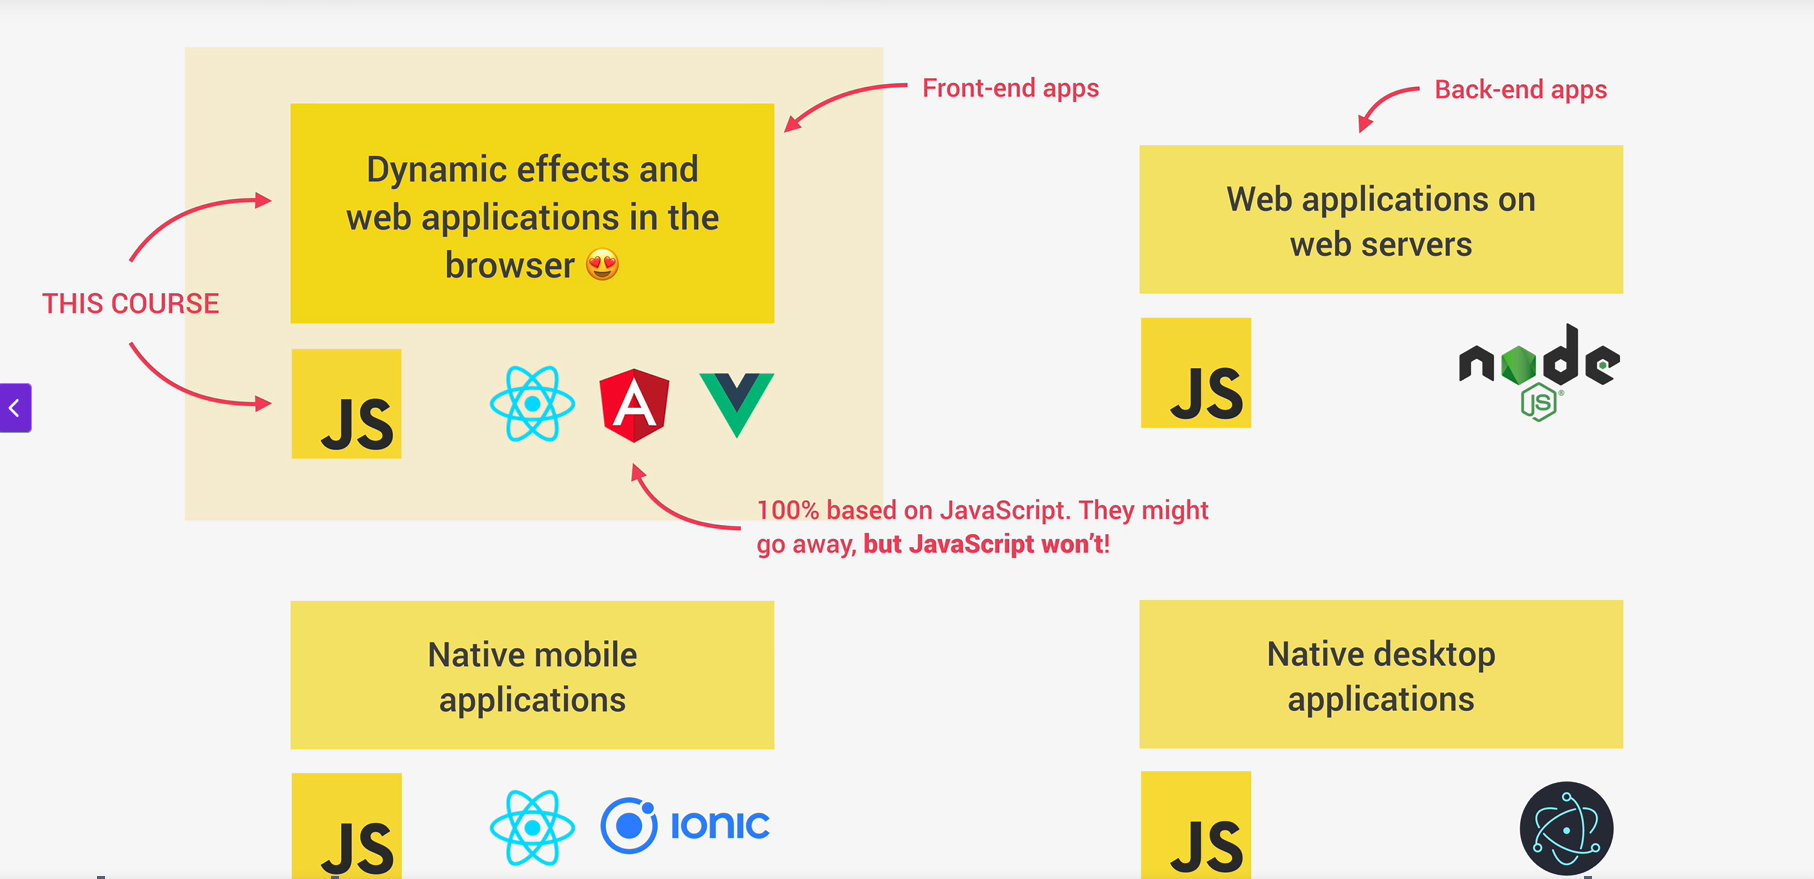 Front-end apps
Back-end apps
Dynamic effects and
web applications in the
browser 😍
Web applications on
web servers
THIS COURSE
JS
JS
node
JS
100% based on JavaScript. They might
go away, but JavaScript won't!
Native mobile
applications
Native desktop
applications
JS
IONIC
JS